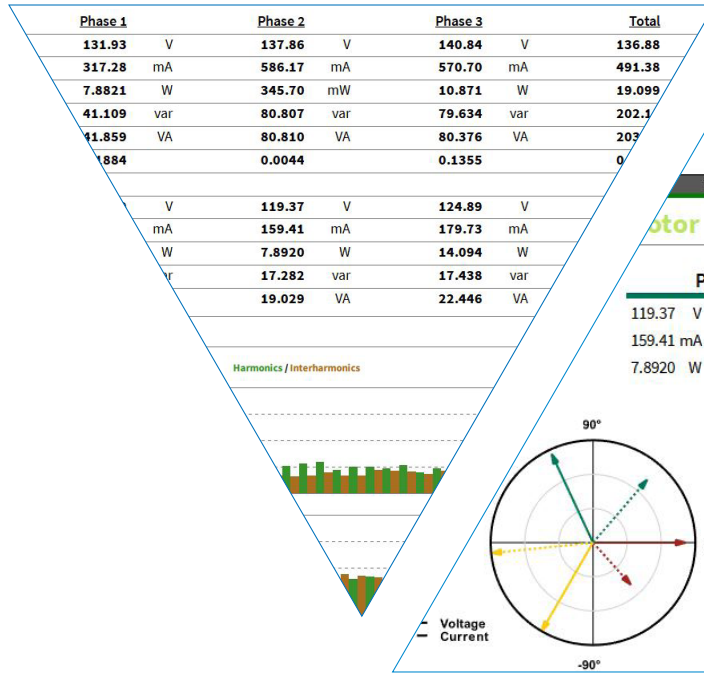 Phase 1 Phase 2 Phase 3 Total
131.93 V 137.86 V 140.84 V 136.88
317.28 mA 586.17 mA 570.70 mA 491.38
7.8821 W 345.70 mW 10.871 W 19.099
41.109 var 80.807 var 79.634 var 202.1
41.859 VA 80.810 VA 80.376 VA 203
0.0044 0.1355
V 119.37 V 124.89 V
mA 159.41 mA 179.73 mA
W 7.8920 W 14.094 W
17.282 var 17.438 var
19.029 VA 22.446 VA
Harmonics / Interharmonics
119.37 V
159.41 mA
7.8920 W
90°
Voltage
Current
-90°